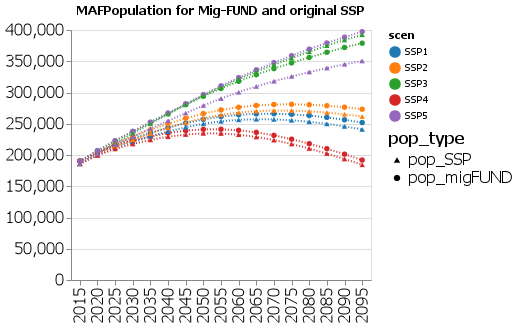 MAFPopulation for Mig-FUND and original SSP
400,000
350,000
300,000
250,000
200,000
150,000
100,000
50,000
0
2015
2020
2025
2030
2035
2040
2045
2050
2055
2060
2065
2070
2075
2080
2085
2090
2095
scen
SSP1
SSP2
SSP3
SSP4
SSP5
pop_type
pop_SSP
pop_migFUND